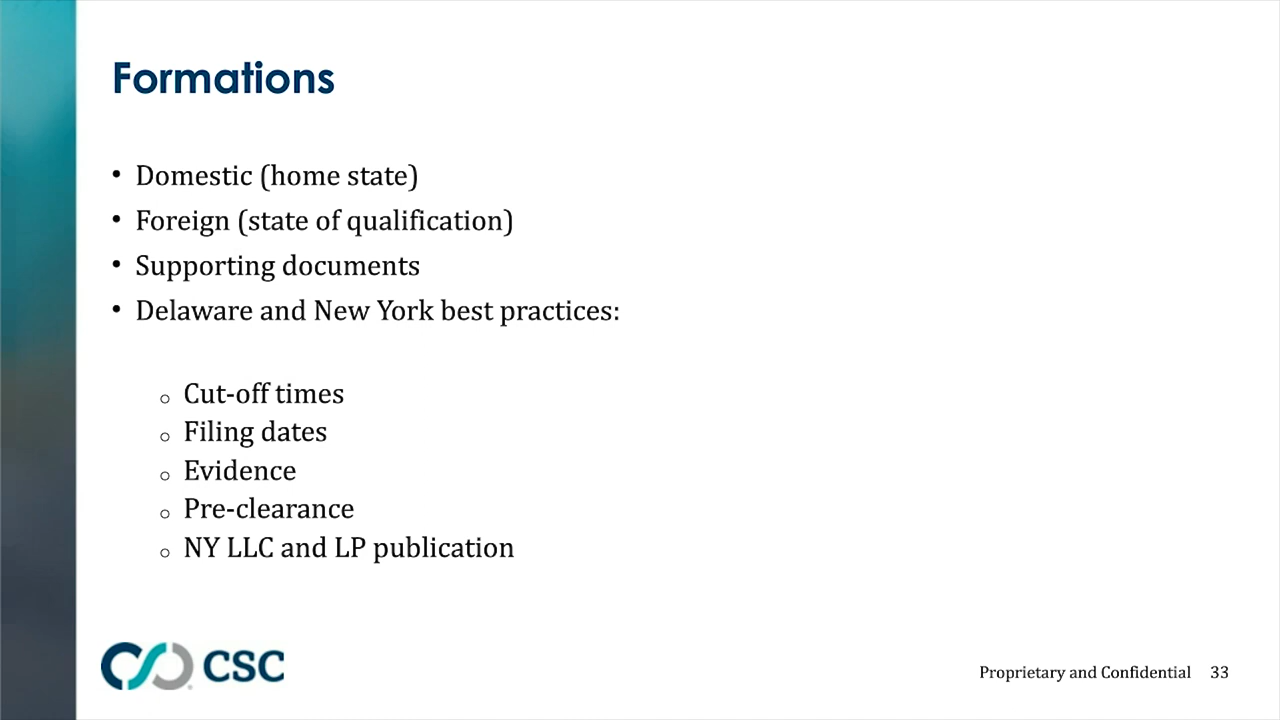 Formations
• Domestic (home state)
• Foreign (state of qualification)
• Supporting documents
• Delaware and New York best practices:
o Cut-off times
o Filing dates
o Evidence
o Pre-clearance
o NY LLC and LP publication
CSC
Proprietary and Confidential 33